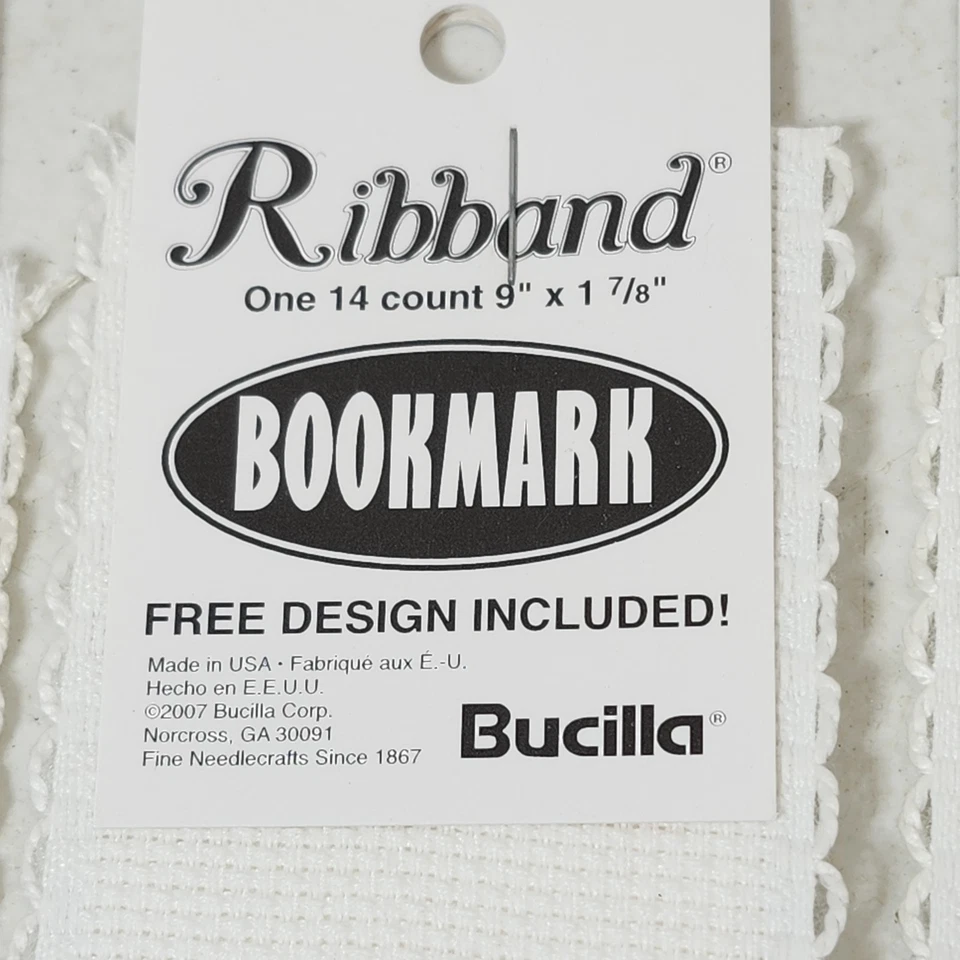 Ribband®
One 14 count 9" x 1 7/8"
BOOKMARK
FREE DESIGN INCLUDED!
Made in USA • Fabriqué aux É.-U.
Hecho en E.E.U.U.
©2007 Bucilla Corp.
Norcross, GA 30091
Fine Needlecrafts Since 1867
Bucilla®